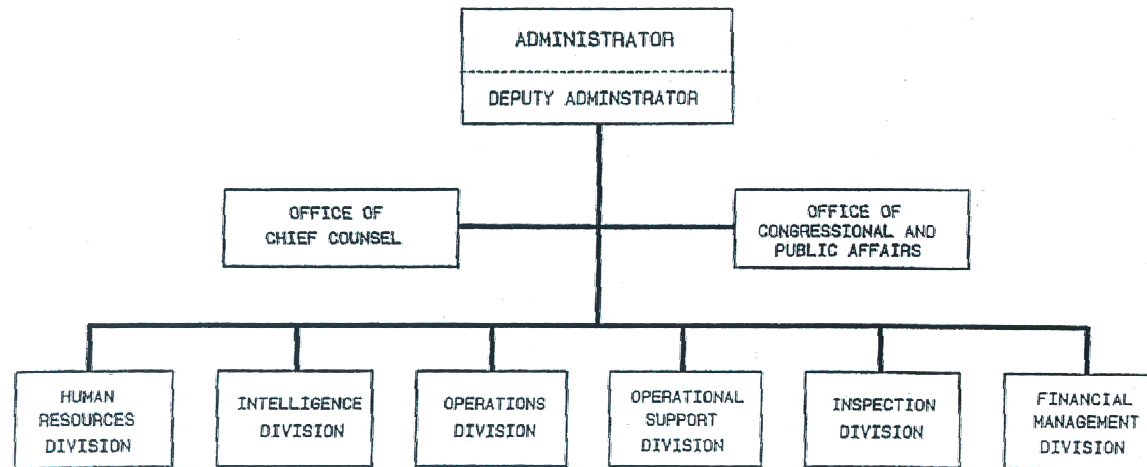 ADMINISTRATOR
DEPUTY ADMINSTRATOR
OFFICE OF
CHIEF COUNSEL
OFFICE OF
CONGRESSIONAL AND
PUBLIC AFFAIRS
HUMAN
RESOURCES
DIVISION
INTELLIGENCE
DIVISION
OPERATIONS
DIVISION
OPERATIONAL
SUPPORT
DIVISION
INSPECTION
DIVISION
FINANCIAL
MANAGEMENT
DIVISION